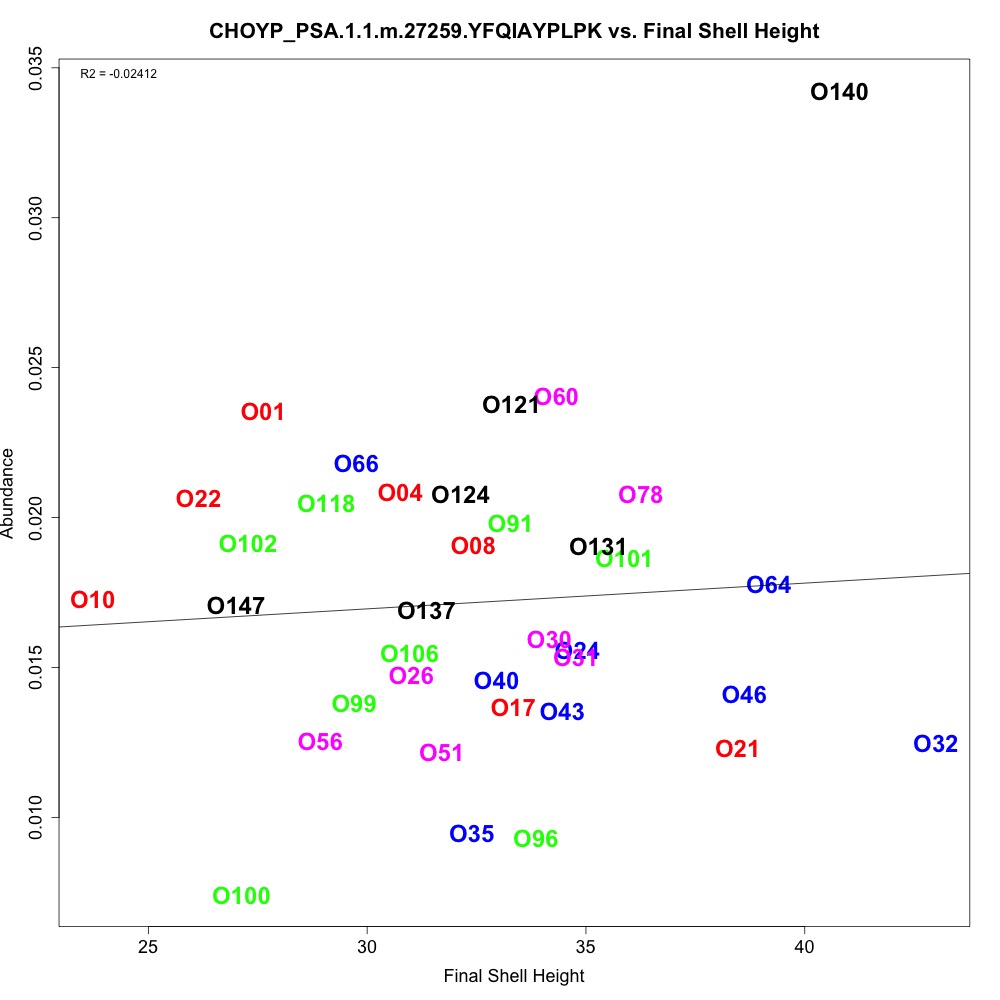 CHOYP_PSA.1.1.m.27259.YFQIAYPLPK vs. Final Shell Height
R2 = -0.02412
0.035
O140
0.030
0.025
O60
O121
O01
O66
O04
O124
O78
O22
O118
0.020
O91
O102
O08
O131
O101
O64
O10
O147
O137
O30
O24
O106
O31
0.015
O26
O40
O46
O99
O17
O43
O56
O32
O21
O51
0.010
O35
O96
O100
Abundance
25 30 35 40
Final Shell Height